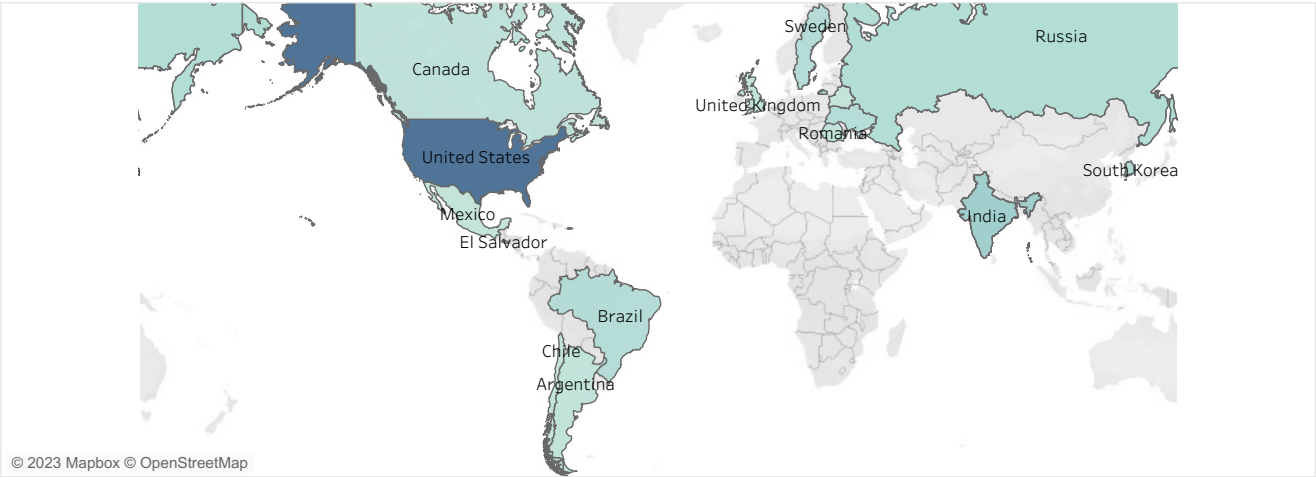 Sweden
Russia
Canada
United Kingdom
Romania
United States
South Korea
Mexico
India
El Salvador
Brazil
Chile
Argentina
© 2023 Mapbox © OpenStreetMap